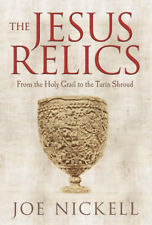 THE
JESUS
RELICS
From the Holy Grail to the Turin Shroud
JOE NICKELL